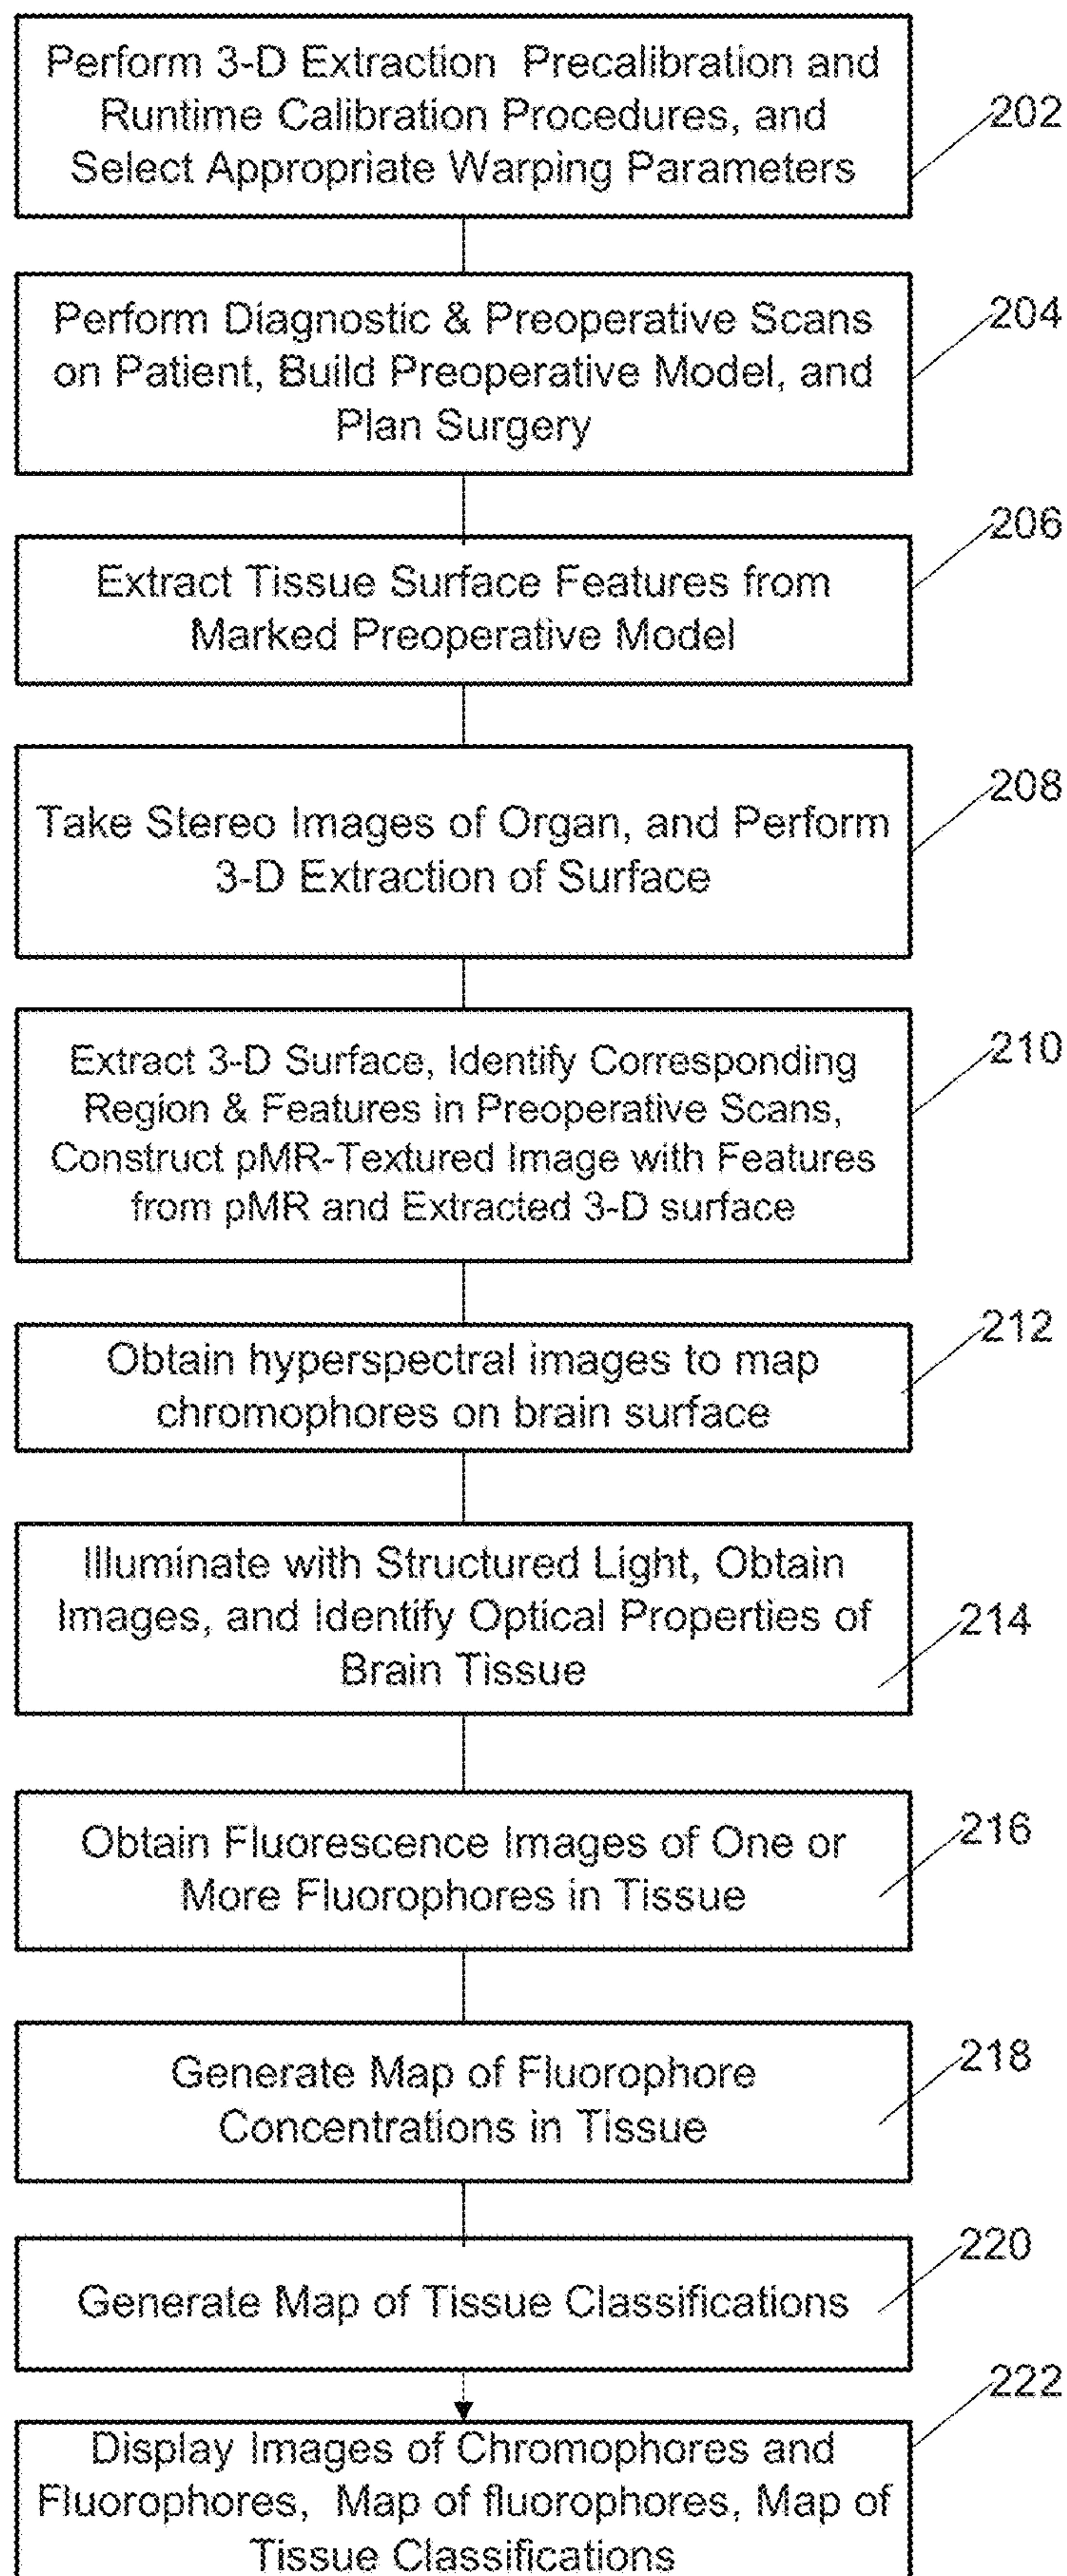 Perform 3-D Extraction Precalibration and
Runtime Calibration Procedures, and
Select Appropriate Warping Parameters
202
Perform Diagnostic & Preoperative Scans
on Patient, Build Preoperative Model, and
Plan Surgery
204
Extract Tissue Surface Features from
Marked Preoperative Model
206
Take Stereo Images of Organ, and Perform
3-D Extraction of Surface
208
Extract 3-D Surface, Identify Corresponding
Region & Features in Preoperative Scans,
Construct pMR-Textured Image with Features
from pMR and Extracted 3-D surface
210
Obtain hyperspectral images to map
chromophores on brain surface
212
Illuminate with Structured Light, Obtain
Images, and Identify Optical Properties of
Brain Tissue
214
Obtain Fluorescence Images of One or
More Fluorophores in Tissue
216
Generate Map of Fluorophore
Concentrations in Tissue
218
Generate Map of Tissue Classifications
220
Display Images of Chromophores and
Fluorophores, Map of fluorophores, Map of
Tissue Classifications
222